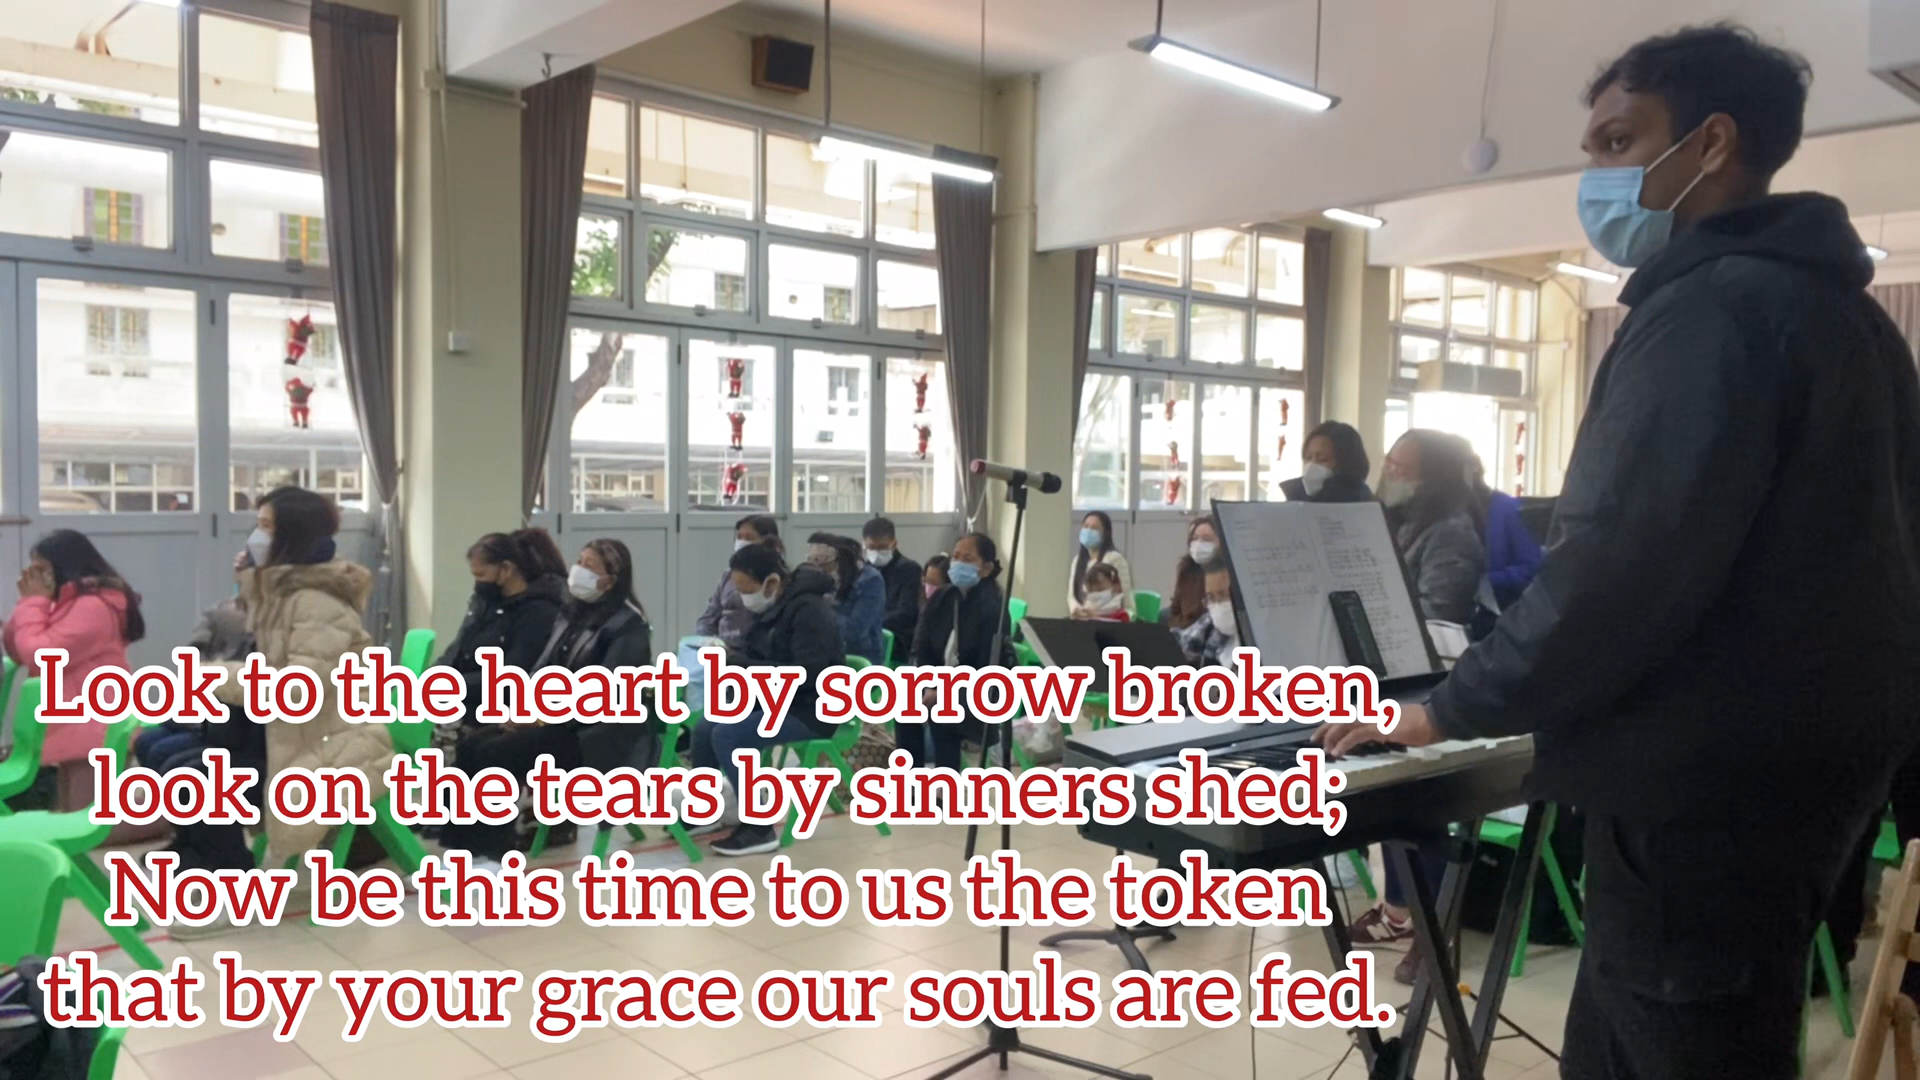 Look to the heart by sorrow broken,
look on the tears by sinners shed;
Now be this time to us the token
that by your grace our souls are fed.